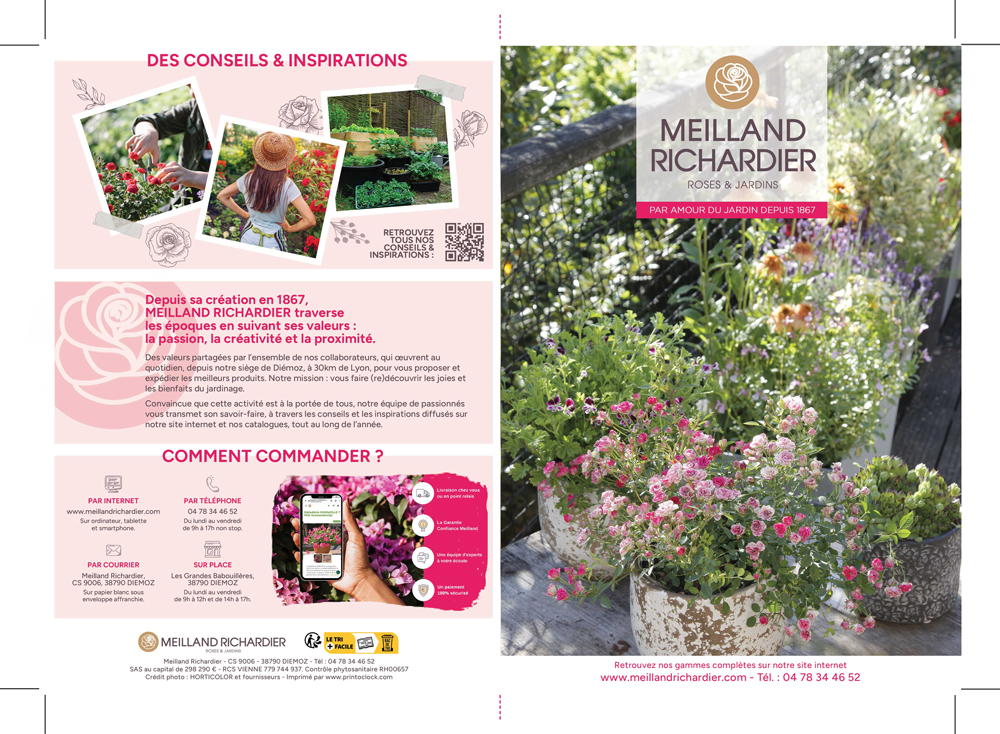 DES CONSEILS & INSPIRATIONS
RETROUVEZ
TOUS NOS
CONSEILS &
INSPIRATIONS :
Depuis sa création en 1867,
MEILLAND RICHARDIER traverse
les époques en suivant ses valeurs :
la passion, la créativité et la proximité.
Des valeurs partagées par l'ensemble de nos collaborateurs, qui œuvrent au
quotidien, depuis notre siège de Diémoz, à 30km de Lyon, pour vous proposer et
expédier les meilleurs produits. Notre mission : vous faire (re)découvrir les joies et
les bienfaits du jardinage.
Convaincue que cette activité est à la portée de tous, notre équipe de passionnés
vous transmet son savoir-faire, à travers les conseils et les inspirations diffusés sur
notre site internet et nos catalogues, tout au long de l'année.
COMMENT COMMANDER ?
PAR INTERNET
www.meillandrichardier.com
Sur ordinateur, tablette
et smartphone.
PAR TÉLÉPHONE
04 78 34 46 52
Du lundi au vendredi
de 9h à 17h non stop.
PAR COURRIER
Meilland Richardier,
CS 9006, 38790 DIEMOZ
Sur papier blanc sous
enveloppe affranchie.
SUR PLACE
Les Grandes Babouillères,
38790 DIEMOZ
Du lundi au vendredi
de 9h à 12h et de 14h à 17h.
Livraison chez vous
ou en point relais
La Garantie
Confiance Meilland
Une équipe d'experts
à votre écoute
Un paiement
100% sécurisé
MEILLAND RICHARDIER
ROSES & JARDINS
LE TRI
+ FACILE
Meilland Richardier - CS 9006 - 38790 DIEMOZ - Tél : 04 78 34 46 52
SAS au capital de 298 290 € - RCS VIENNE 779 744 937. Contrôle phytosanitaire RH00657
Crédit photo : HORTICOLOR et fournisseurs - Imprimé par www.printoclock.com
MEILLAND
RICHARDIER
ROSES & JARDINS
PAR AMOUR DU JARDIN DEPUIS 1867
Retrouvez nos gammes complètes sur notre site internet
www.meillandrichardier.com - Tél. : 04 78 34 46 52